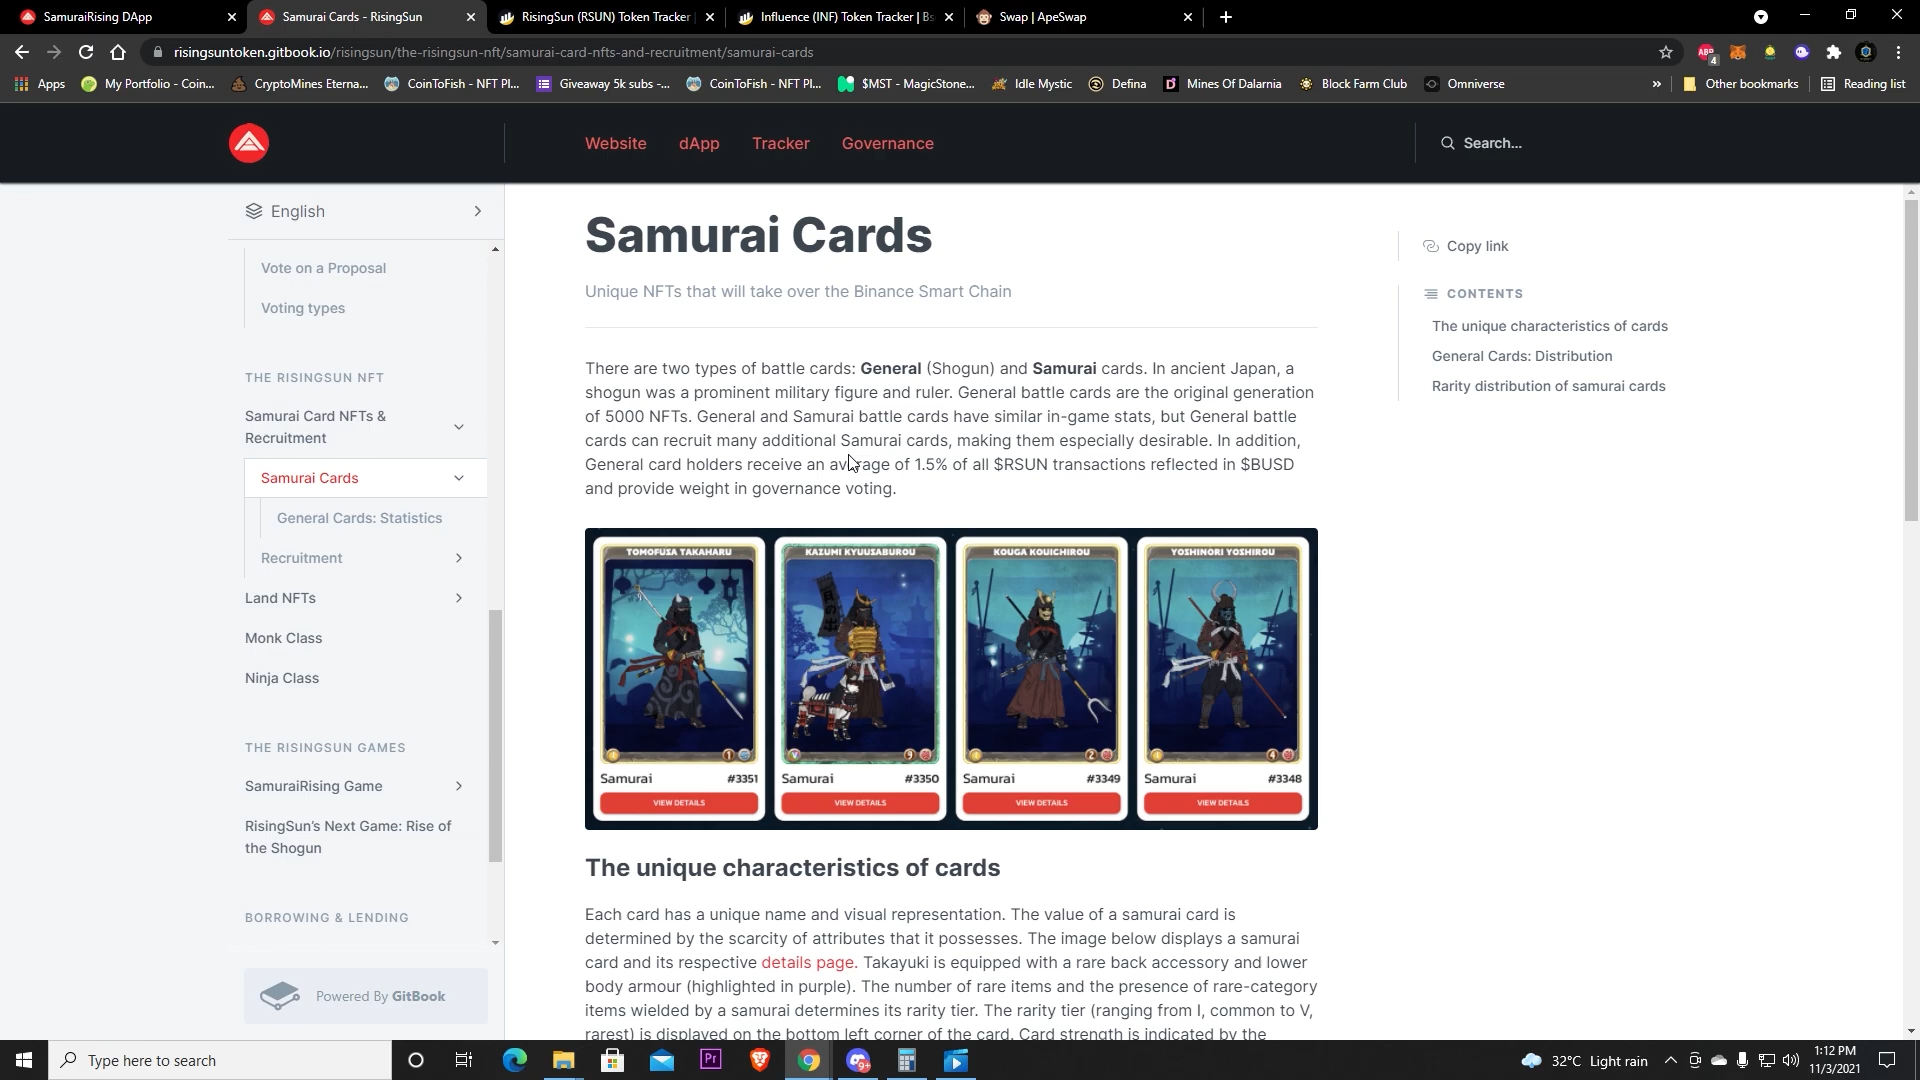 SamuraiRising DApp
Samurai Cards - RisingSun
RisingSun (RSUN) Token Tracker
Influence (INF) Token Tracker | Bs
Swap | ApeSwap
risingsuntoken.gitbook.io/risingsun/the-risingsun-nft/samurai-card-nfts-and-recruitment/samurai-cards
ABP
4
Apps
My Portfolio - Coin...
CryptoMines Eterna...
CoinToFish - NFT Pl...
Giveaway 5k subs -...
CoinToFish - NFT Pl...
$MST - MagicStone...
Idle Mystic
Defina
Mines Of Dalarnia
Block Farm Club
Omniverse
»
Other bookmarks
Reading list
Website
dApp
Tracker
Governance
Search...
English
Vote on a Proposal
Voting types
THE RISINGSUN NFT
Samurai Card NFTs &
Recruitment
Samurai Cards
General Cards: Statistics
Recruitment
Land NFTs
Monk Class
Ninja Class
THE RISINGSUN GAMES
SamuraiRising Game
RisingSun's Next Game: Rise of
the Shogun
BORROWING & LENDING
Powered By GitBook
Samurai Cards
Unique NFTs that will take over the Binance Smart Chain
There are two types of battle cards: General (Shogun) and Samurai cards. In ancient Japan, a
shogun was a prominent military figure and ruler. General battle cards are the original generation
of 5000 NFTs. General and Samurai battle cards have similar in-game stats, but General battle
cards can recruit many additional Samurai cards, making them especially desirable. In addition,
General card holders receive an average of 1.5% of all $RSUN transactions reflected in $BUSD
and provide weight in governance voting.
TOMOFUSA TAKAHARU
KAZUMI KYUUSABUROU
KOUGA KOUICHIROU
YOSHINORI YOSHIROU
1
V
9
2
4
Samurai #3351
Samurai #3350
Samurai #3349
Samurai #3348
VIEW DETAILS
VIEW DETAILS
VIEW DETAILS
VIEW DETAILS
The unique characteristics of cards
Each card has a unique name and visual representation. The value of a samurai card is
determined by the scarcity of attributes that it possesses. The image below displays a samurai
card and its respective details page. Takayuki is equipped with a rare back accessory and lower
body armour (highlighted in purple). The number of rare items and the presence of rare-category
items wielded by a samurai determines its rarity tier. The rarity tier (ranging from I, common to V,
rarest) is displayed on the bottom left corner of the card. Card strength is indicated by the
Copy link
CONTENTS
The unique characteristics of cards
General Cards: Distribution
Rarity distribution of samurai cards
Type here to search
Pr
9+
32°C Light rain
1:12 PM
11/3/2021